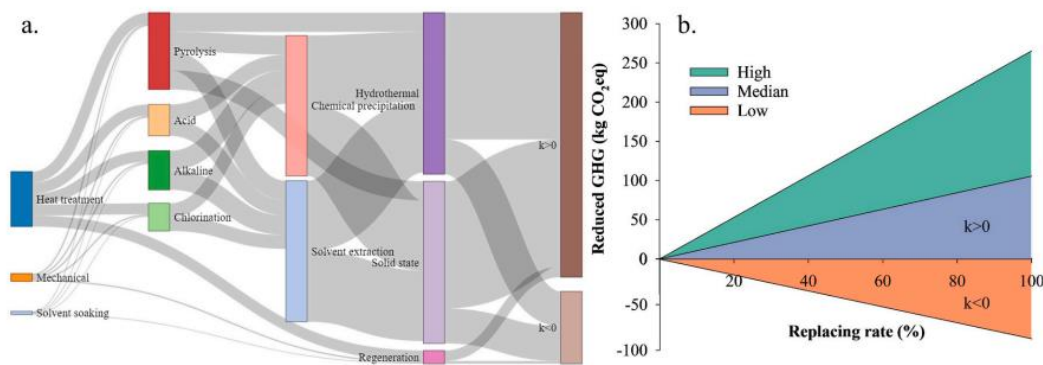 a.
Pyrolysis
Acid
Alkaline
Chlorination
Heat treatment
Mechanical
Solvent soaking
Hydrothermal
Chemical precipitation
Solvent extraction
Solid state
Regeneration
k>0
k<0
b.
Reduced GHG (kg CO₂eq)
300
250
200
150
100
50
0
-50
-100
High
Median
Low
k>0
k<0
20 40 60 80 100
Replacing rate (%)